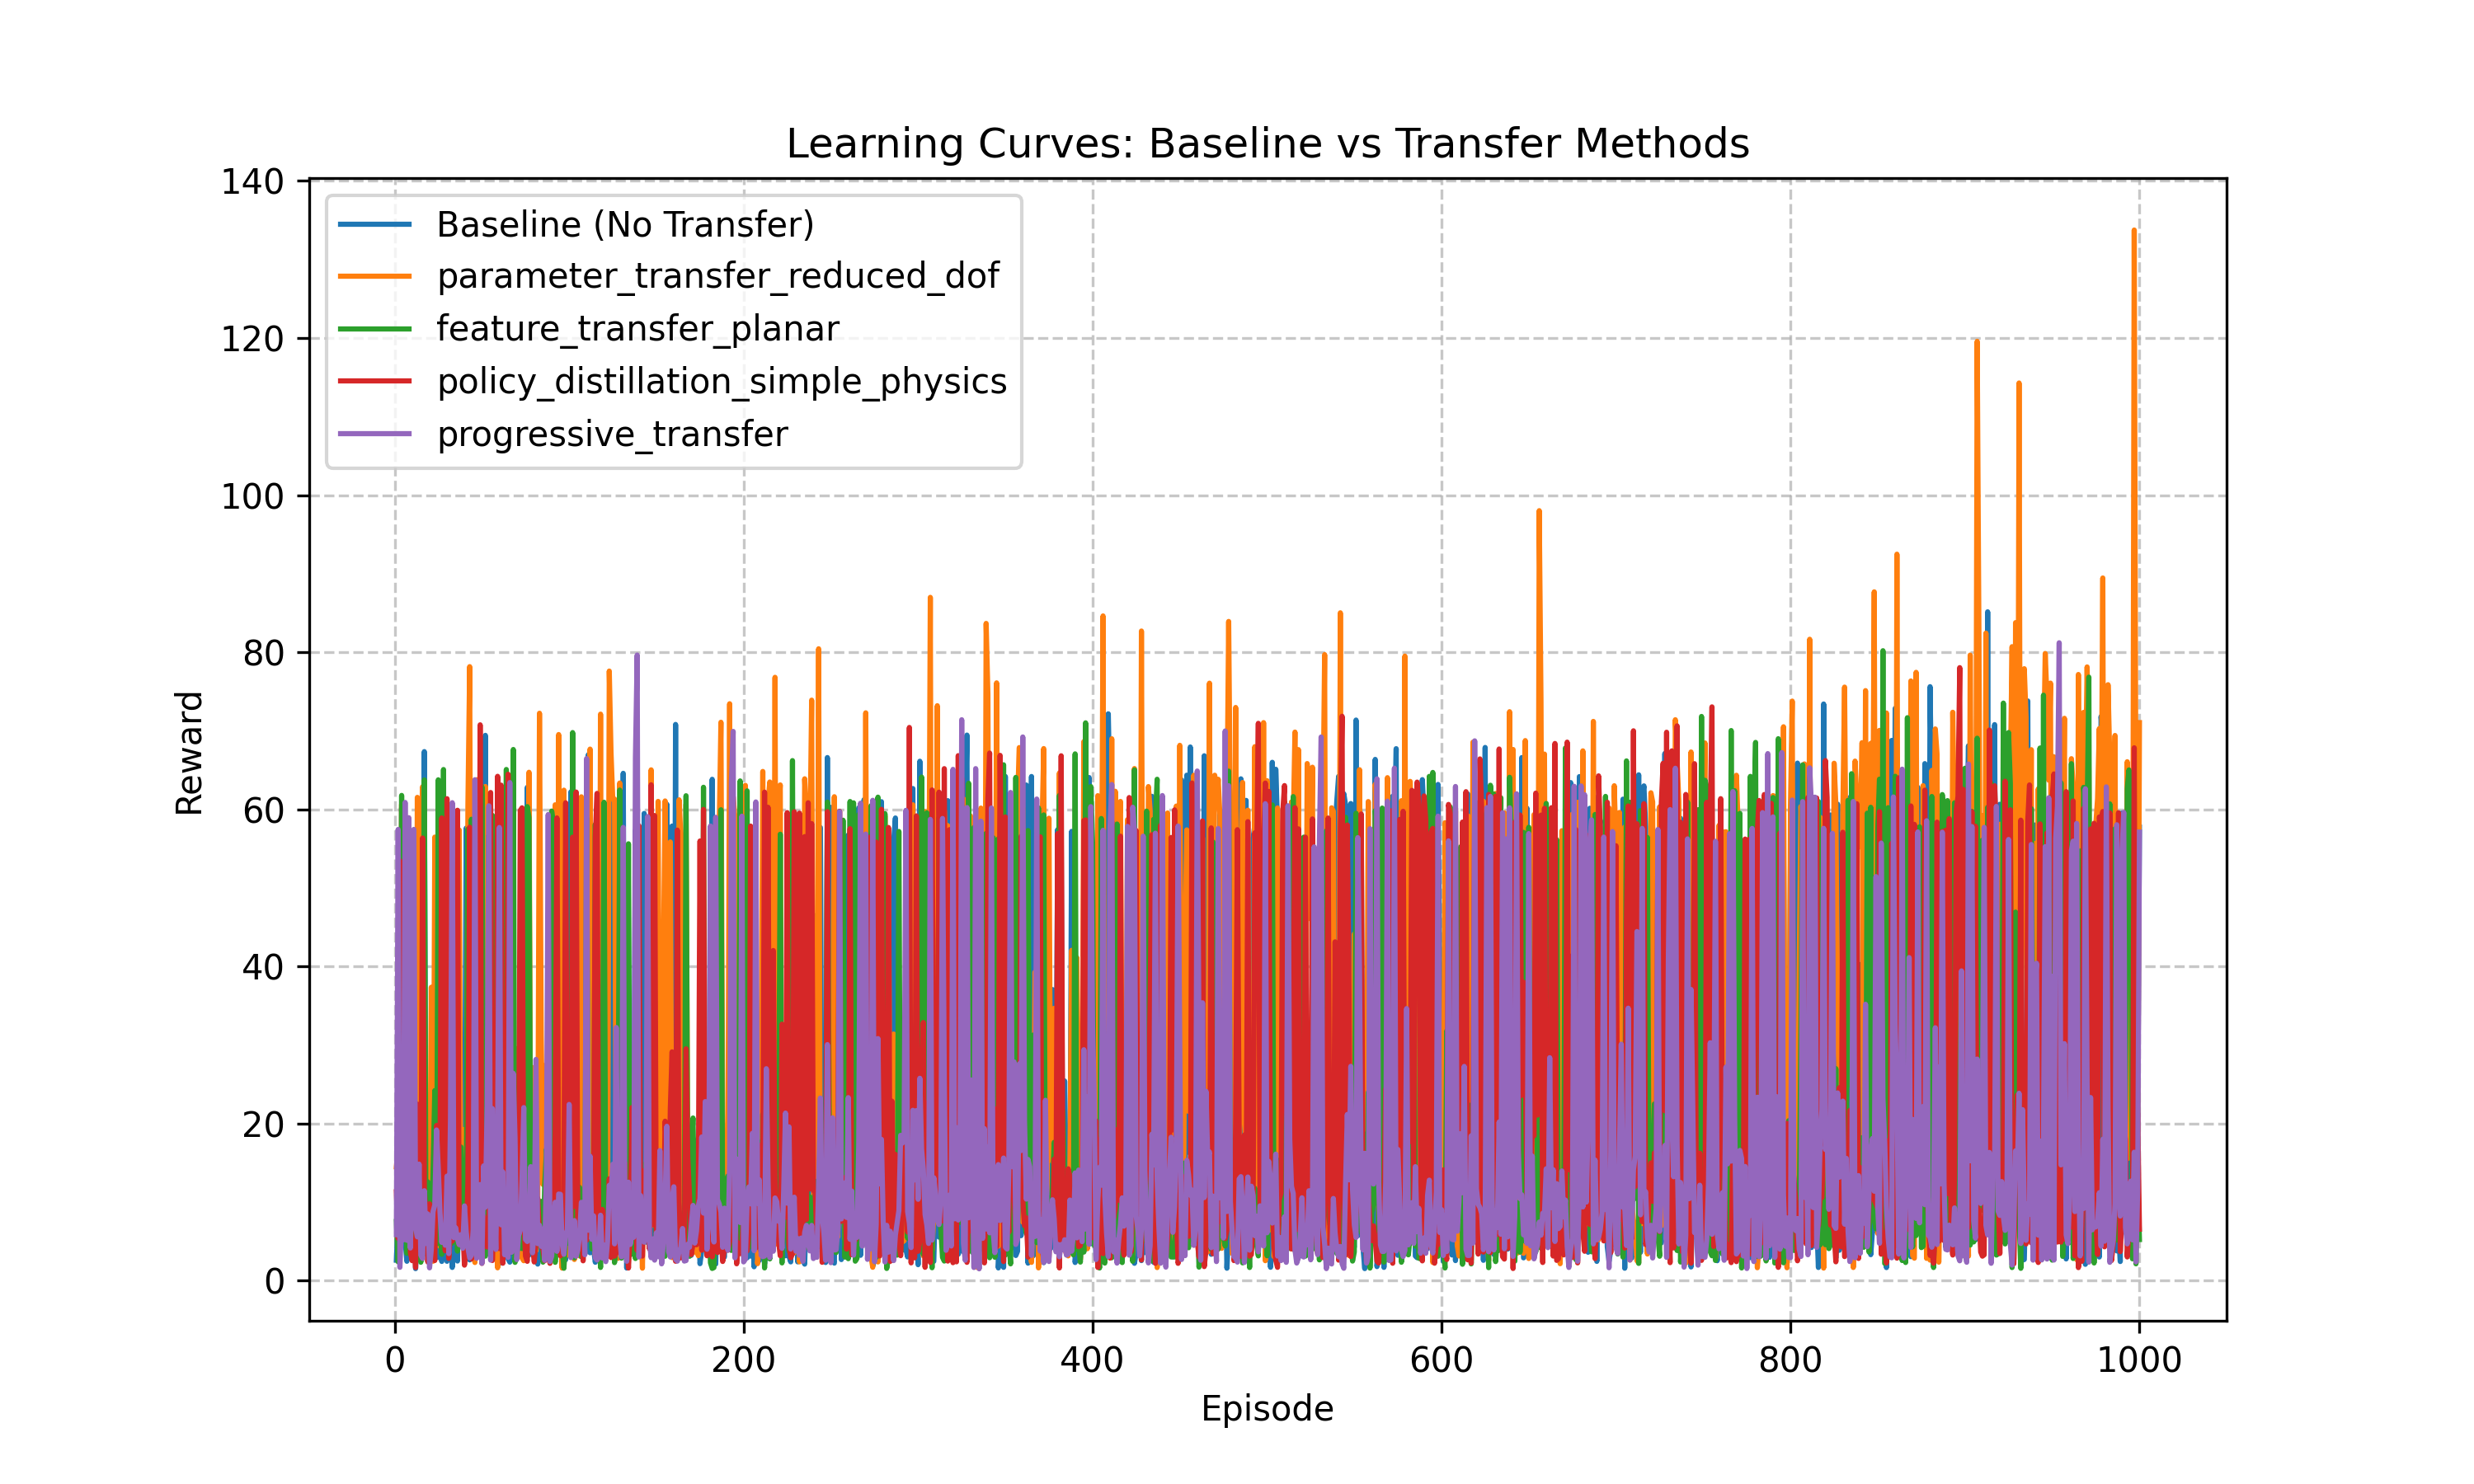 Learning Curves: Baseline vs Transfer Methods
140
120
100
80
60
40
20
0
Reward
Baseline (No Transfer)
parameter_transfer_reduced_dof
feature_transfer_planar
policy_distillation_simple_physics
progressive_transfer
0 200 400 600 800 1000
Episode